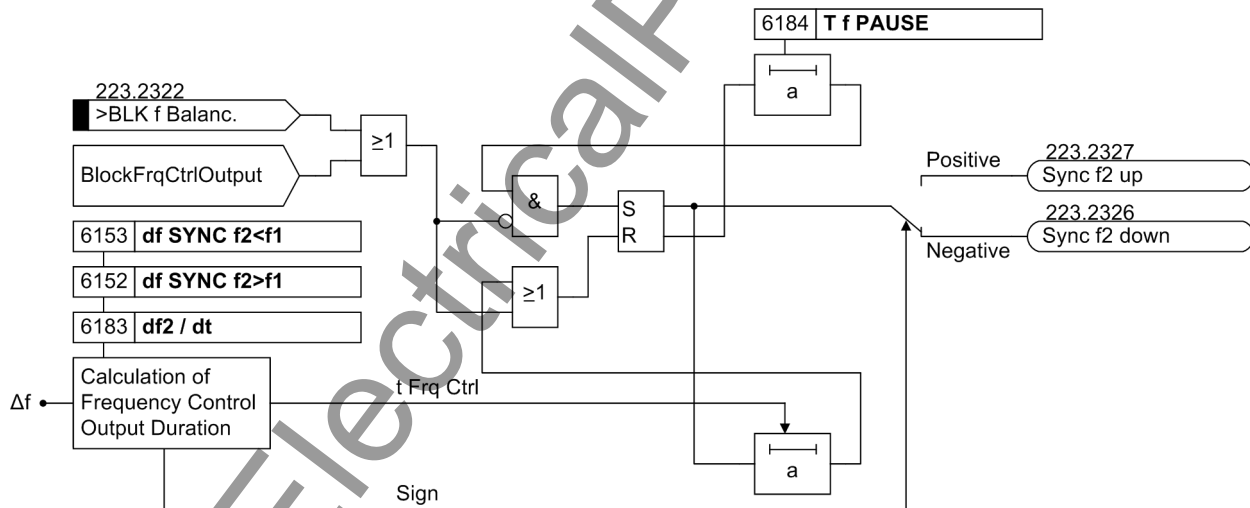 6184 T f PAUSE
a
223.2322
>BLK f Balanc.
≥1
BlockFrqCtrlOutput
&
S
R
Positive
223.2327
Sync f2 up
223.2326
Sync f2 down
Negative
6153 df SYNC f2<f1
6152 df SYNC f2>f1
≥1
6183 df2 / dt
Calculation of
Frequency Control
Output Duration
Δf
t Frq Ctrl
a
Sign
ElectricalP